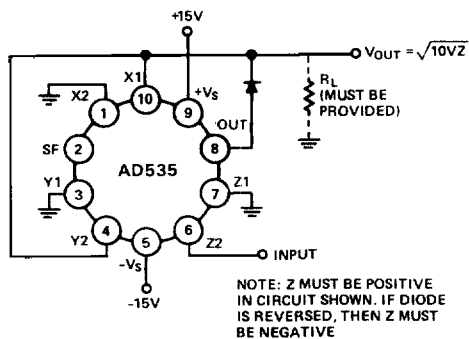 +15V
VOUT = √10VZ
X1
+VS
X2
10
9
1
RL
(MUST BE
PROVIDED)
OUT
SF
2
8
AD535
Y1
3
7
Z1
4
5
6
Y2
Z2
-VS
INPUT
-15V
NOTE: Z MUST BE POSITIVE
IN CIRCUIT SHOWN. IF DIODE
IS REVERSED, THEN Z MUST
BE NEGATIVE